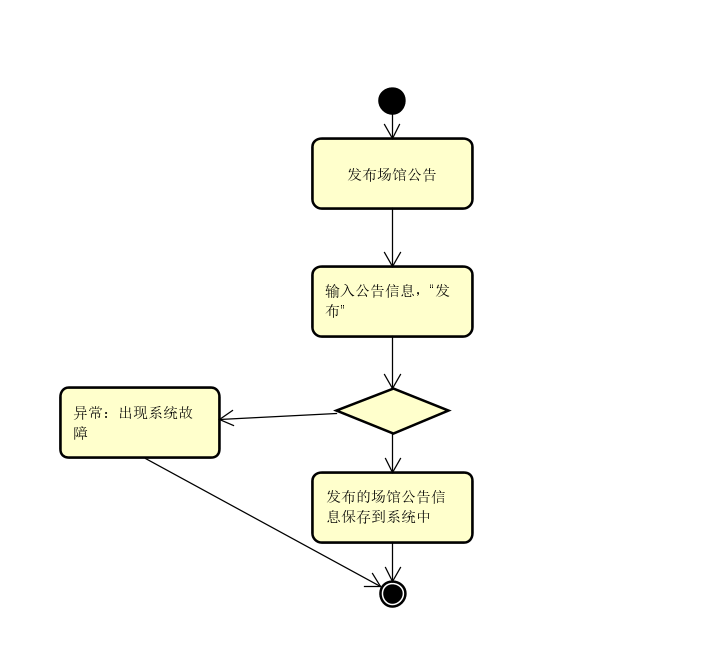 发布场馆公告
输入公告信息，“发
布”
异常：出现系统故
障
发布的场馆公告信
息保存到系统中